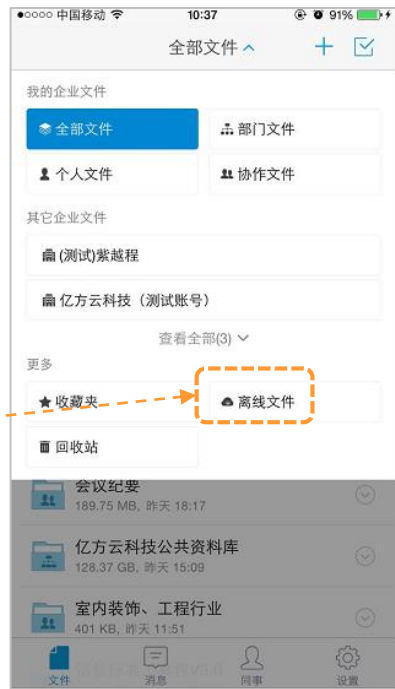 中国移动 10:37 91%
全部文件
我的企业文件
全部文件 部门文件
个人文件 协作文件
其它企业文件
(测试)紫越程
亿方云科技（测试账号）
查看全部(3)
更多
收藏夹 离线文件
回收站
会议纪要
189.75 MB, 昨天 18:17
亿方云科技公共资料库
128.37 GB, 昨天 15:09
室内装饰、工程行业
401 KB, 昨天 11:51
文件 消息 同事 设置